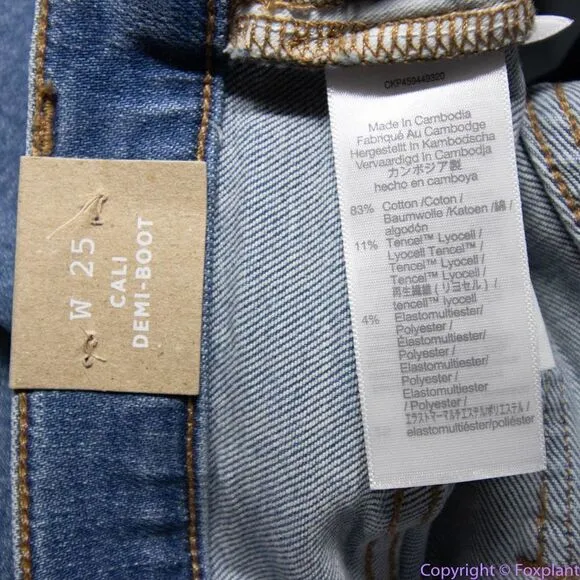 W 25
CALI
DEMI-BOOT
CKP459449320
Made In Cambodia
Fabriqué Au Cambodge
Hergestellt In Kambodscha
Vervaardigd In Cambodja
カンボジア製
hecho en camboya
83% Cotton /Coton /
Baumwolle /Katoen /綿 /
algodón
11% Tencel™ Lyocell /
Lyocell Tencel™ /
Tencel™ Lyocell /
Tencel™ Lyocell /
再生繊維 ( リヨセル ) /
tencell™ lyocell
4% Elastomultiester/
Polyester /
Elastomultiester/
Polyester /
Elastomultiester
/ Polyester /
エラストマーマルチエステル/ポリエステル /
elastomultiéster/poliéster
Copyright © Foxplant